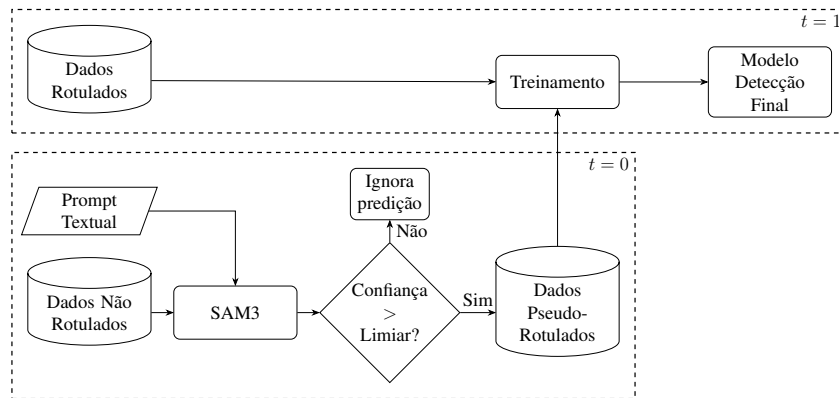 t = 1
Dados
Rotulados
Treinamento
Modelo
Detecção
Final
t = 0
Prompt
Textual
Ignora
predição
Não
Dados Não
Rotulados
SAM3
Confiança
>
Limiar?
Sim
Dados
Pseudo-
Rotulados